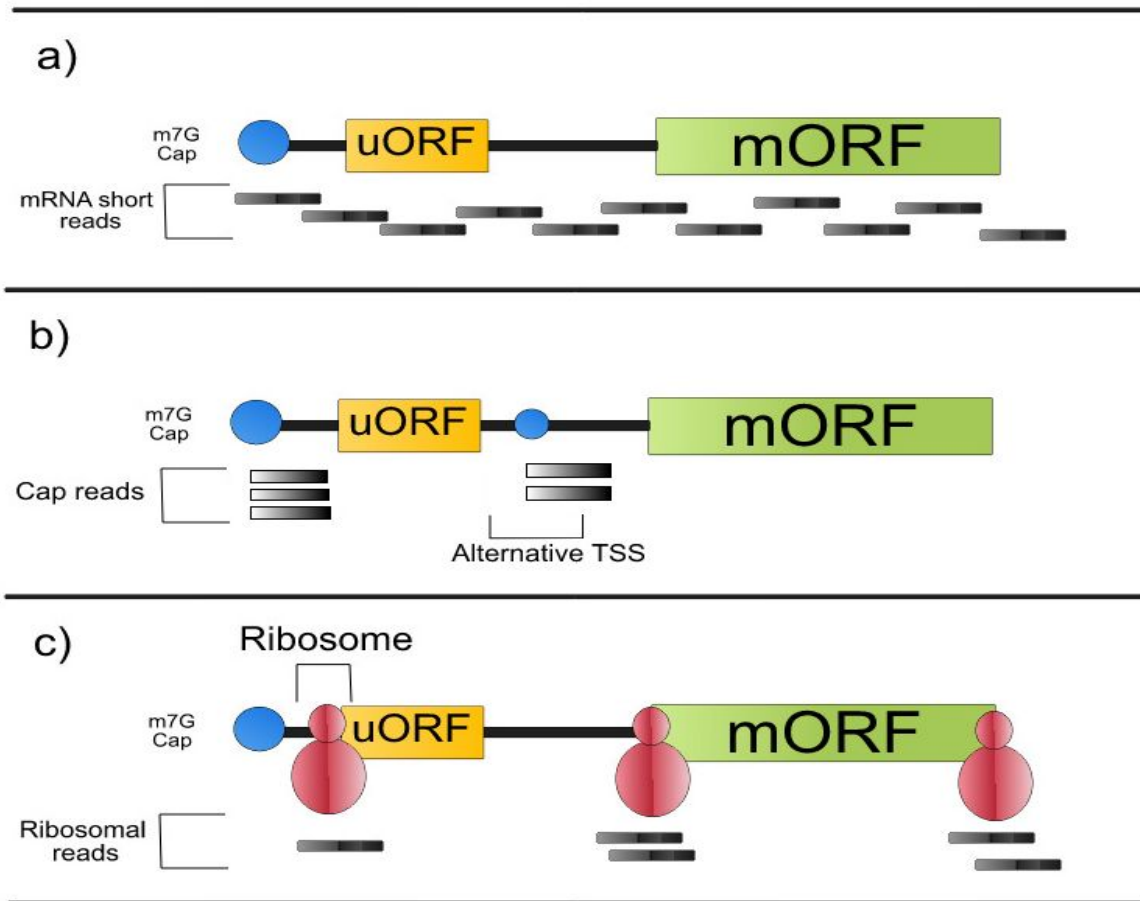 a)
m7G
Cap
uORF
mORF
mRNA short
reads
b)
m7G
Cap
uORF
mORF
Cap reads
Alternative TSS
c)
Ribosome
m7G
Cap
uORF
mORF
Ribosomal
reads